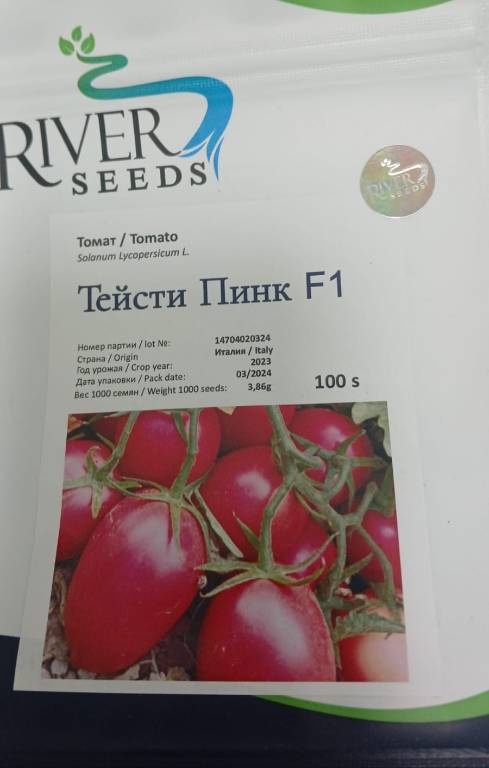 RIVER
SEEDS
RIVER
SEEDS
Томат / Tomato
Solanum Lycopersicum L.
Тейсти Пинк F1
Номер партии / lot №: 14704020324
Страна / Origin Италия / Italy
Год урожая / Crop year: 2023
Дата упаковки / Pack date: 03/2024
Вес 1000 семян / Weight 1000 seeds: 3,86g 100 s